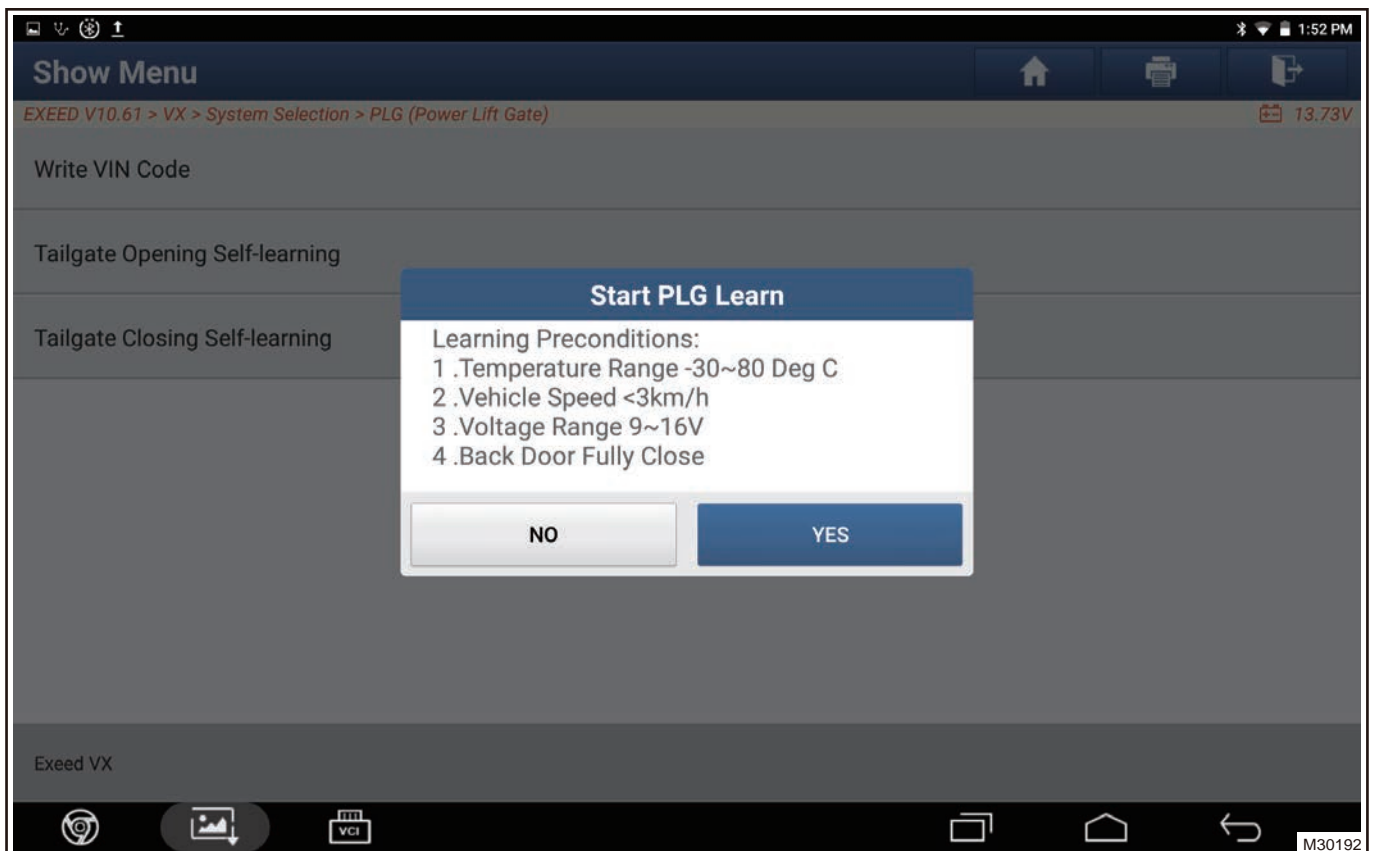 1:52 PM
Show Menu
EXEED V10.61 > VX > System Selection > PLG (Power Lift Gate)
13.73V
Write VIN Code
Tailgate Opening Self-learning
Tailgate Closing Self-learning
Start PLG Learn
Learning Preconditions:
1 .Temperature Range -30~80 Deg C
2 .Vehicle Speed <3km/h
3 .Voltage Range 9~16V
4 .Back Door Fully Close
NO
YES
Exeed VX
VCI
M30192